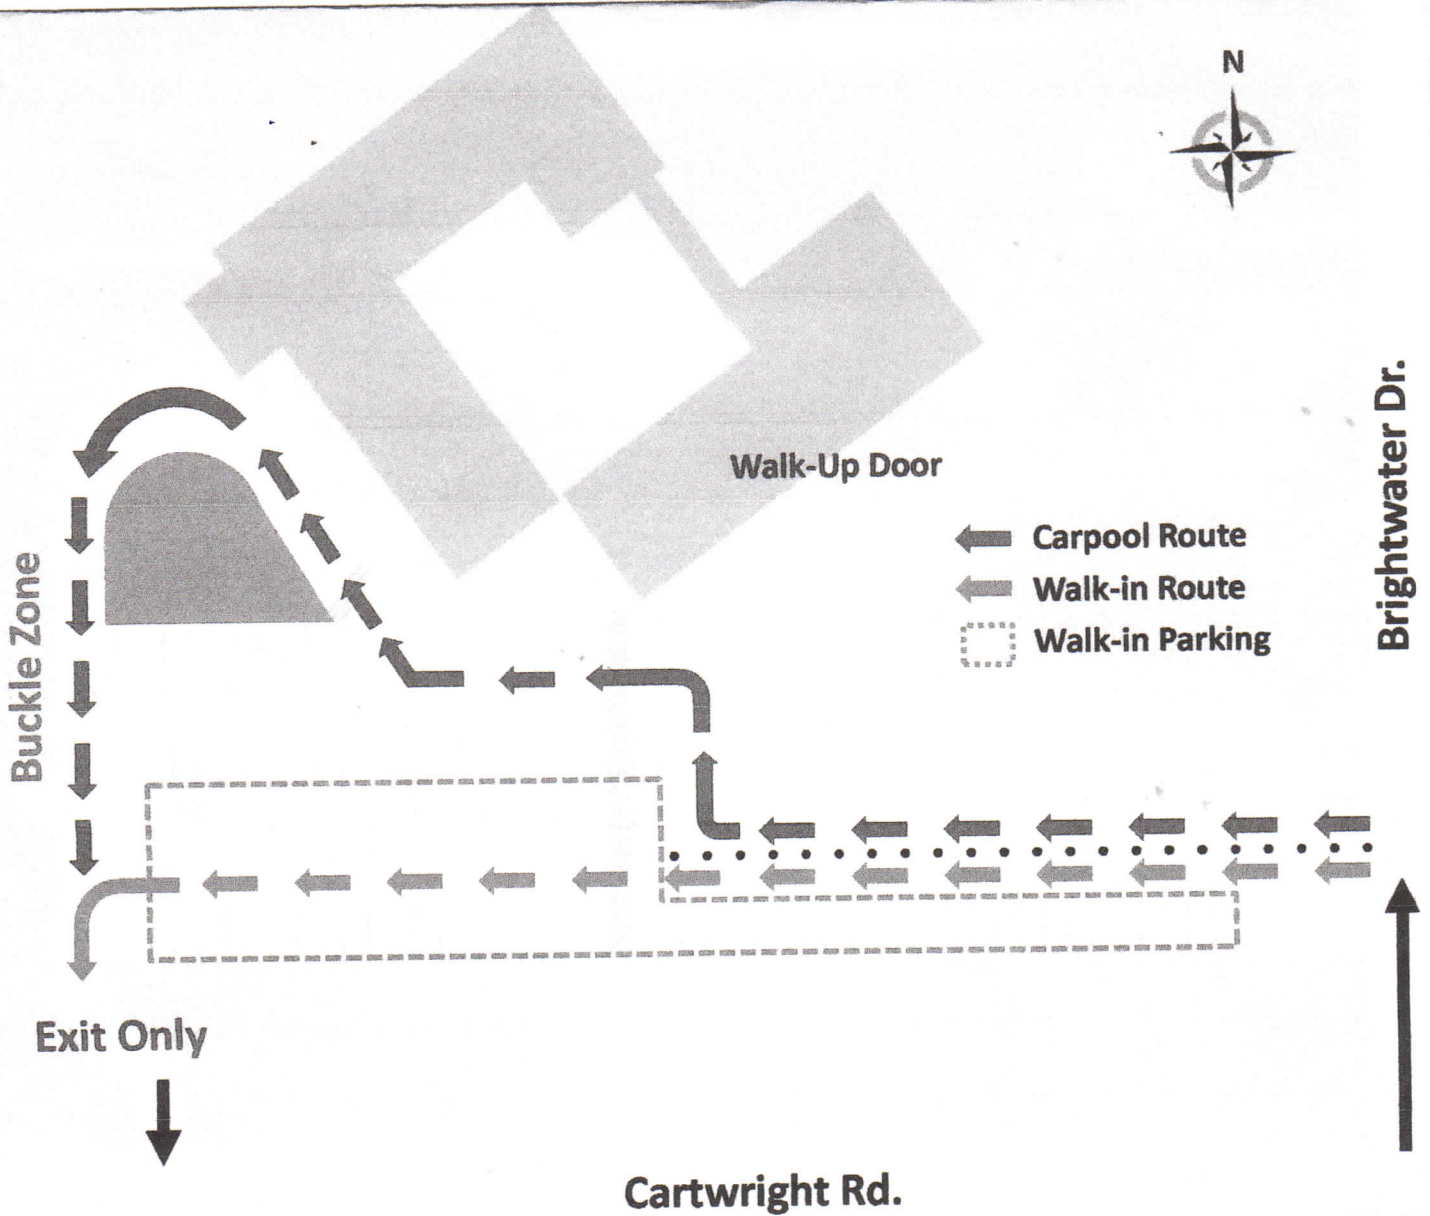 N
Walk-Up Door
Carpool Route
Walk-in Route
Walk-in Parking
Brightwater Dr.
Buckle Zone
Exit Only
Cartwright Rd.